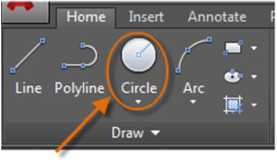 Home Insert Annotate
Line Polyline Circle Arc
Draw